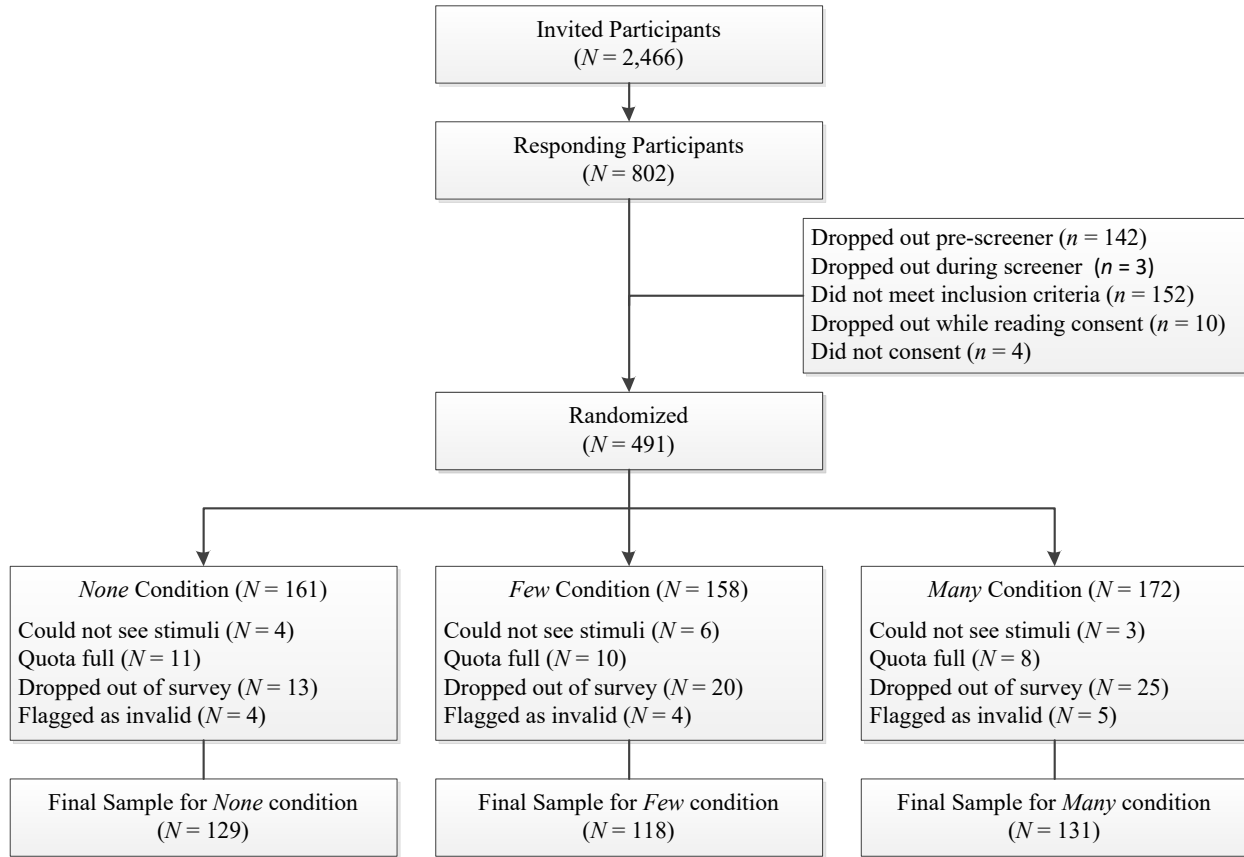 Invited Participants
(N = 2,466)
Responding Participants
(N = 802)
Dropped out pre-screener (n = 142)
Dropped out during screener (n = 3)
Did not meet inclusion criteria (n = 152)
Dropped out while reading consent (n = 10)
Did not consent (n = 4)
Randomized
(N = 491)
None Condition (N = 161)
Could not see stimuli (N = 4)
Quota full (N = 11)
Dropped out of survey (N = 13)
Flagged as invalid (N = 4)
Few Condition (N = 158)
Could not see stimuli (N = 6)
Quota full (N = 10)
Dropped out of survey (N = 20)
Flagged as invalid (N = 4)
Many Condition (N = 172)
Could not see stimuli (N = 3)
Quota full (N = 8)
Dropped out of survey (N = 25)
Flagged as invalid (N = 5)
Final Sample for None condition
(N = 129)
Final Sample for Few condition
(N = 118)
Final Sample for Many condition
(N = 131)